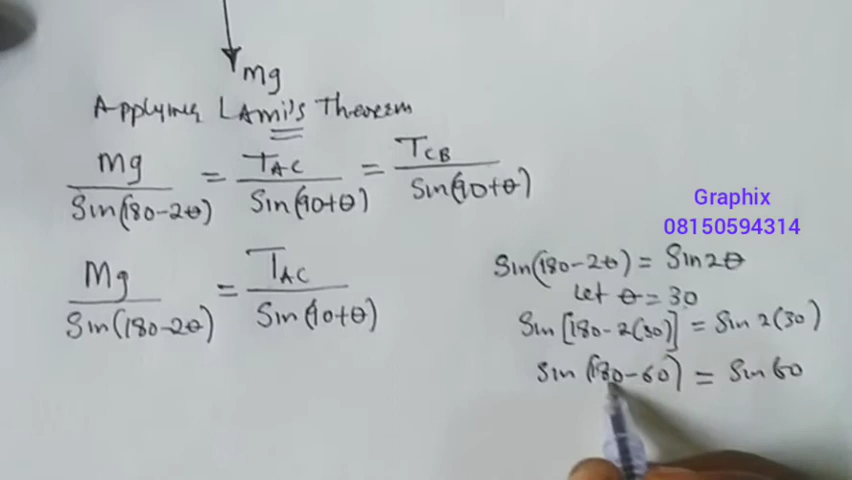 Mg
Applying LAmi's Theorem
Mg/Sin(180-2θ) = TAC/Sin(90+θ) = TCB/Sin(90+θ)
Graphix
08150594314
Mg/Sin(180-2θ) = TAC/Sin(90+θ)
Sin(180-2θ) = Sin2θ
Let θ=30
Sin[180-2(30)] = Sin 2(30)
Sin(180-60) = Sin 60